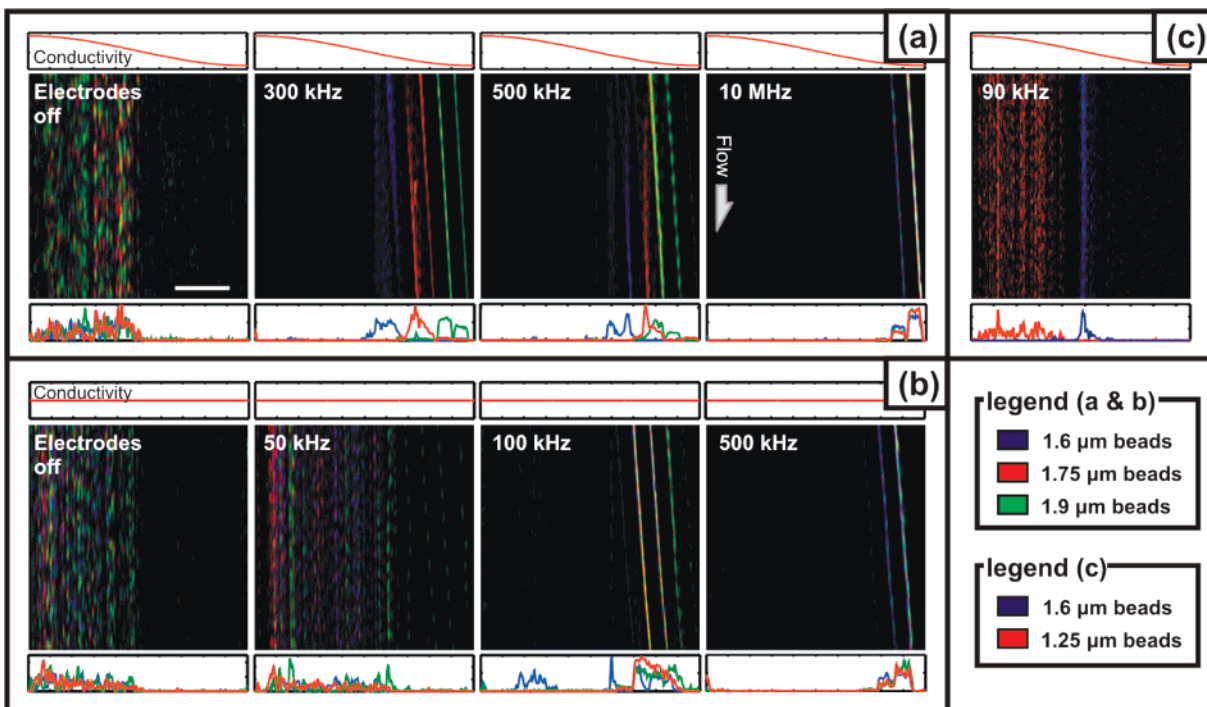 (a)
Conductivity
Electrodes off
300 kHz
500 kHz
10 MHz
Flow
(c)
90 kHz
(b)
Conductivity
Electrodes off
50 kHz
100 kHz
500 kHz
legend (a & b)
1.6 µm beads
1.75 µm beads
1.9 µm beads
legend (c)
1.6 µm beads
1.25 µm beads